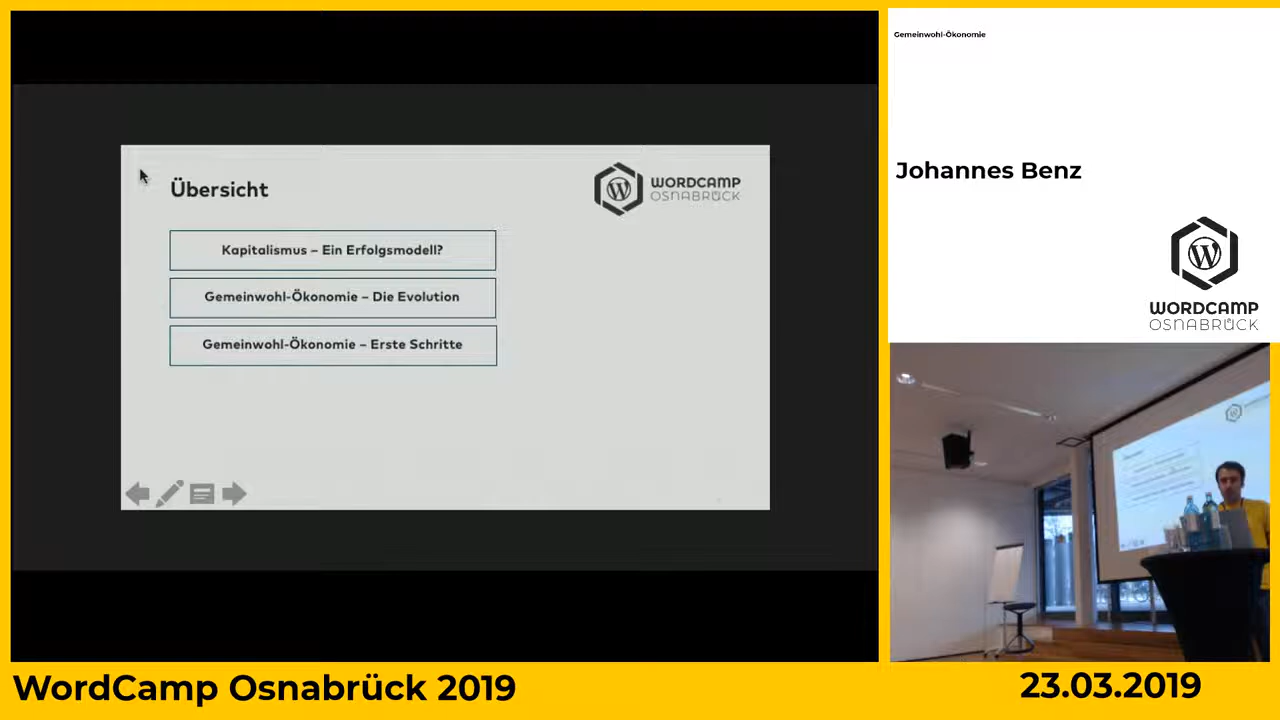 Übersicht
WORDCAMP
OSNABRÜCK
Kapitalismus – Ein Erfolgsmodell?
Gemeinwohl-Ökonomie – Die Evolution
Gemeinwohl-Ökonomie – Erste Schritte
Gemeinwohl-Ökonomie
Johannes Benz
WORDCAMP
OSNABRÜCK
WordCamp Osnabrück 2019
23.03.2019